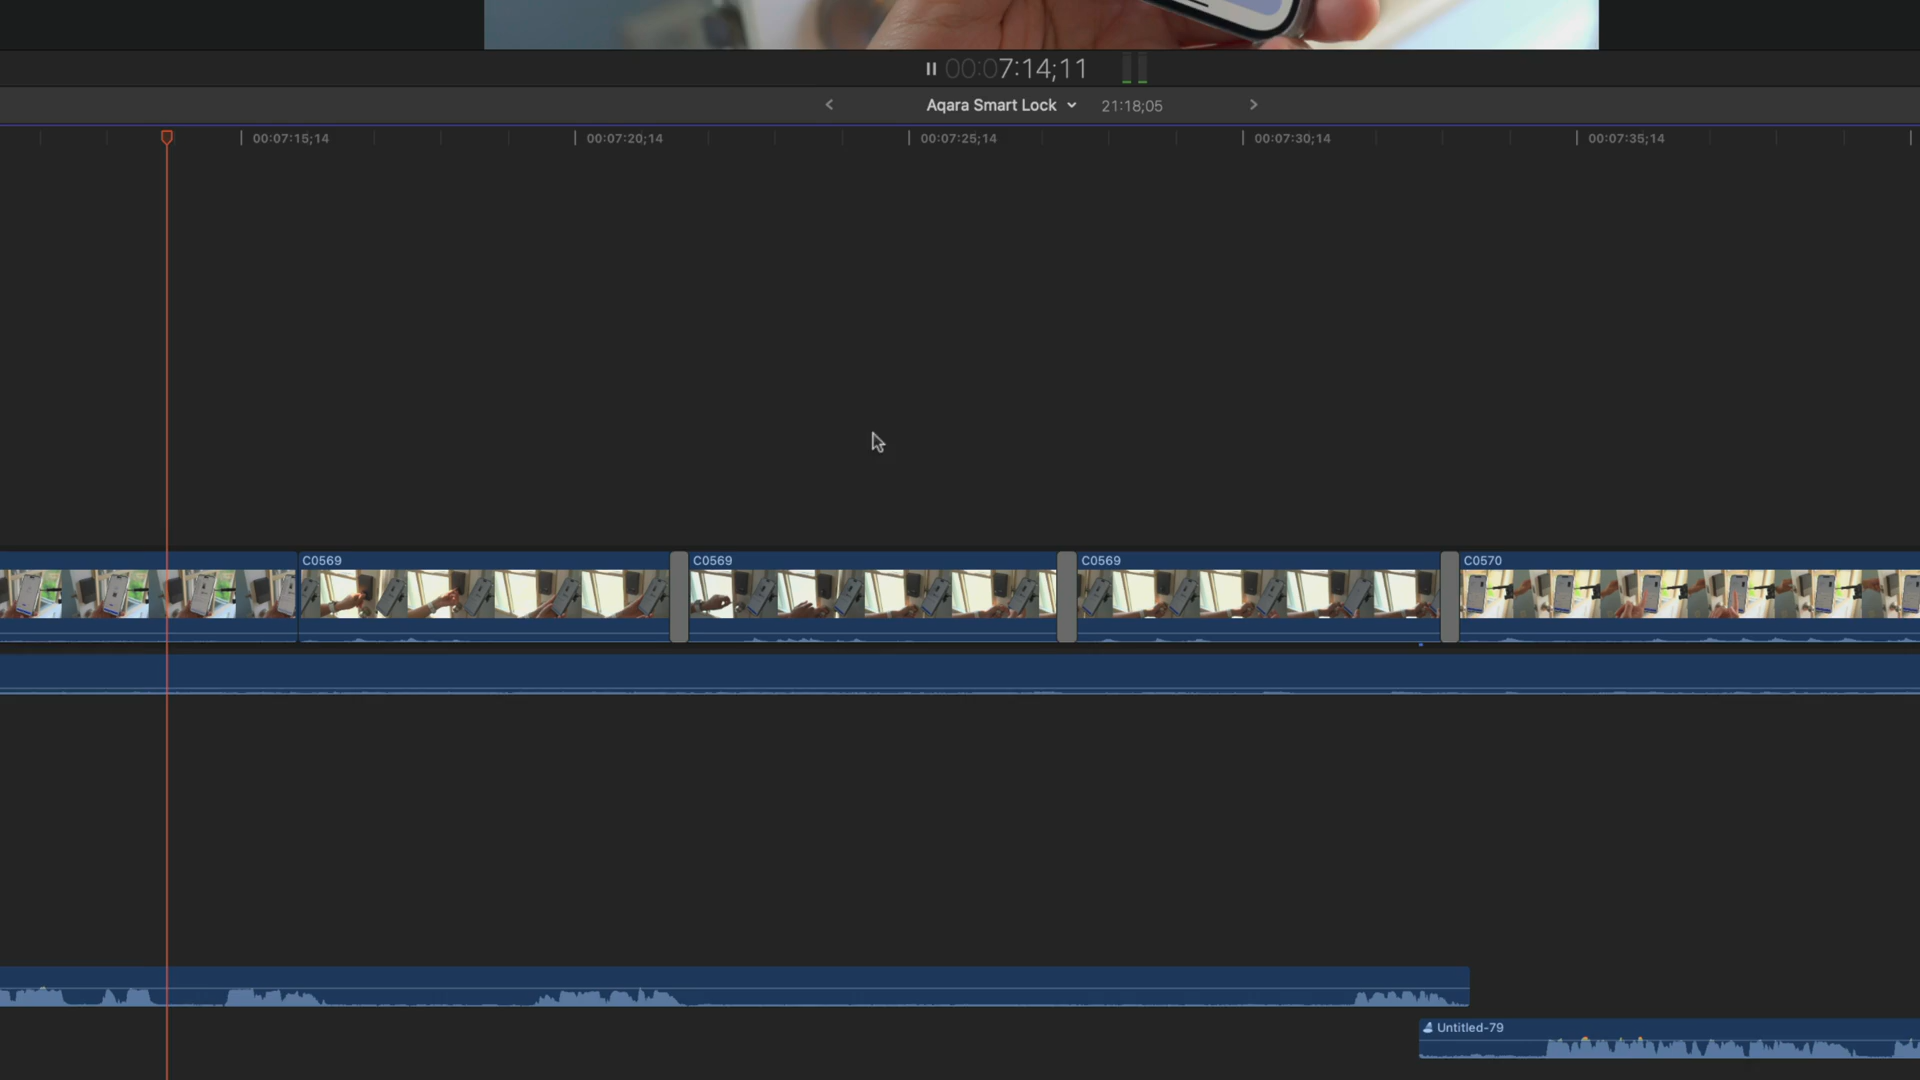 00:07:14;11
Aqara Smart Lock 21:18;05
00:07:15;14 00:07:20;14 00:07:25;14 00:07:30;14 00:07:35;14
C0569 C0569 C0569 C0570
Untitled-79